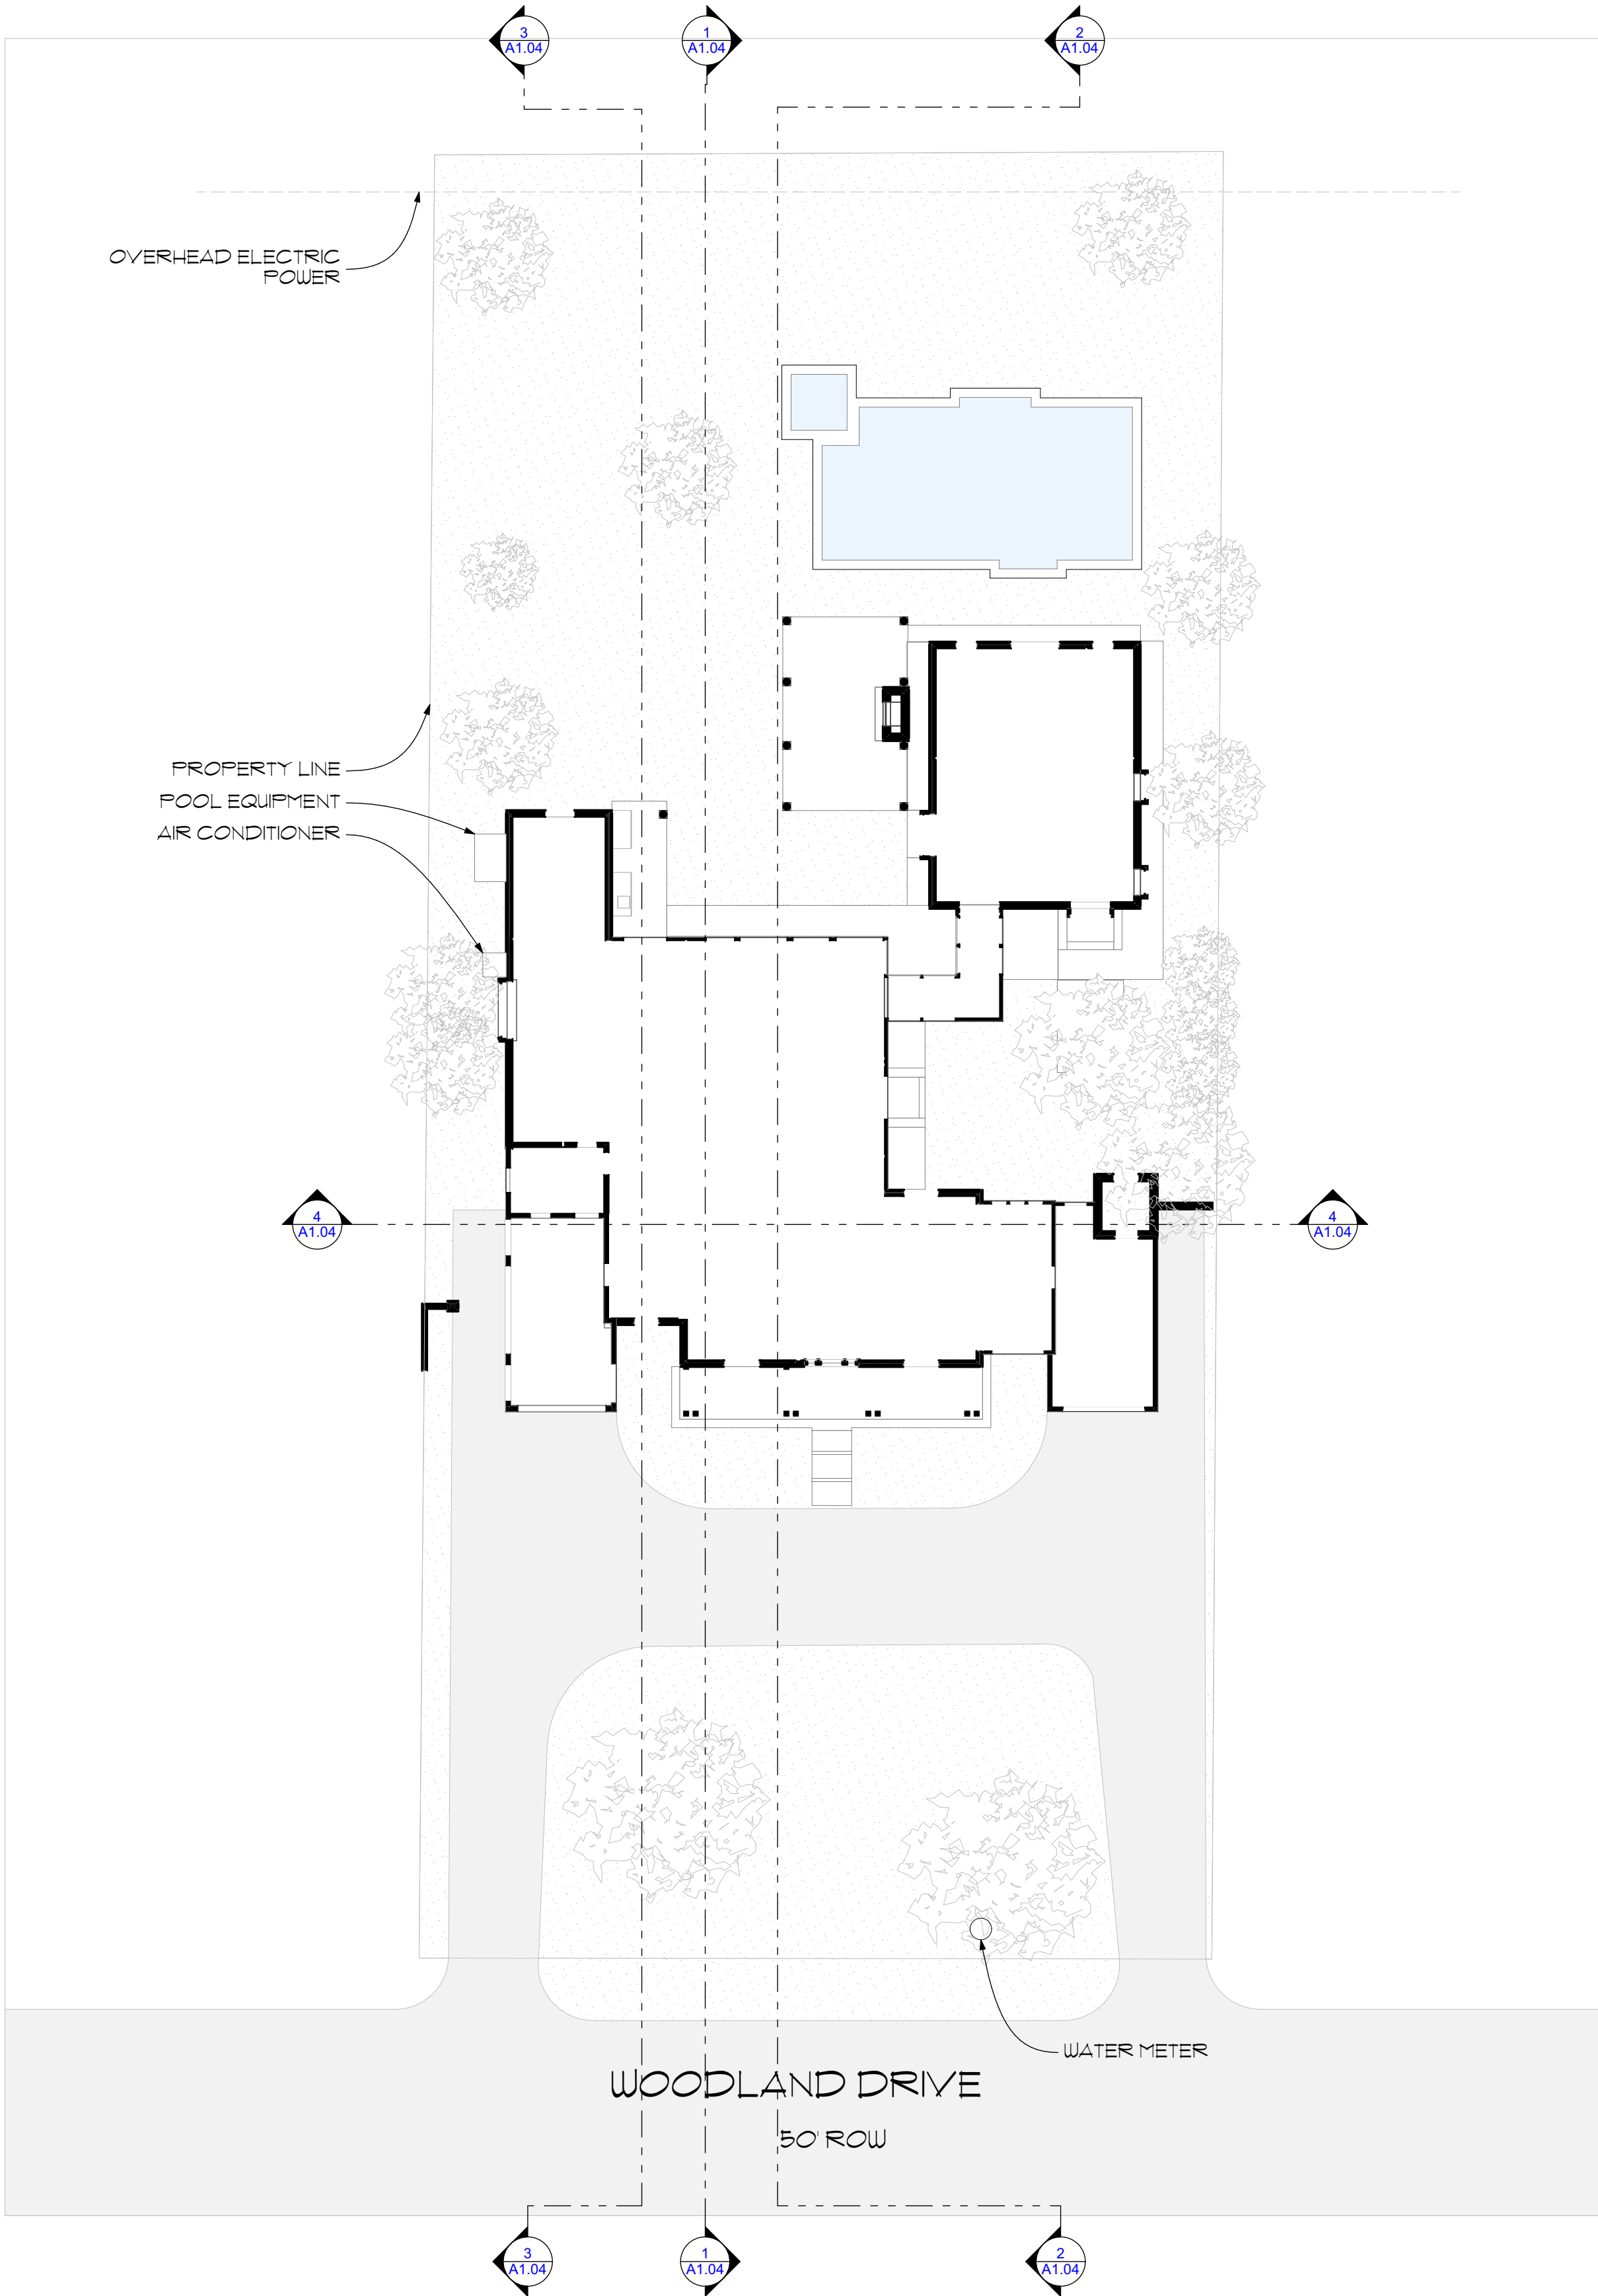 3
A1.04
1
A1.04
2
A1.04
OVERHEAD ELECTRIC
POWER
PROPERTY LINE
POOL EQUIPMENT
AIR CONDITIONER
4
A1.04
4
A1.04
WATER METER
WOODLAND DRIVE
50' ROW
3
A1.04
1
A1.04
2
A1.04